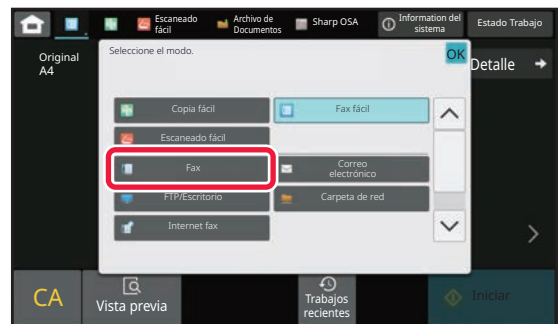 Escaneado
fácil
Archivo de
Documentos
Sharp OSA
Information del
sistema
Estado Trabajo
Original
A4
Seleccione el modo.
OK
Detalle
Copia fácil
Fax fácil
Escaneado fácil
Fax
Correo
electrónico
FTP/Escritorio
Carpeta de red
Internet fax
CA
Vista previa
Trabajos
recientes
Iniciar